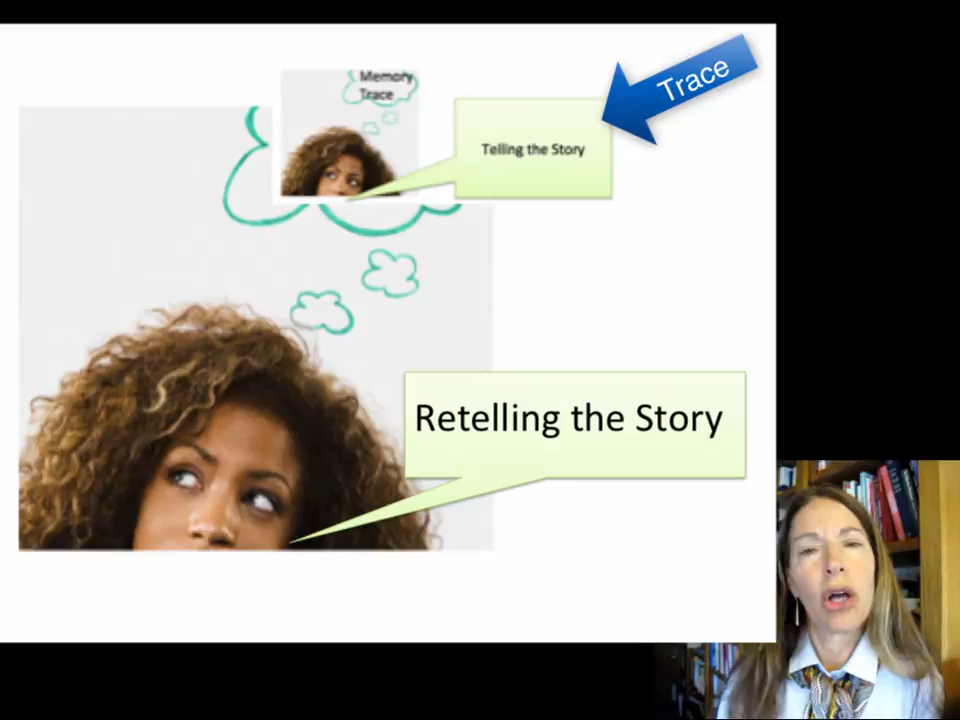 Memory
Trace
Telling the Story
Trace
Retelling the Story